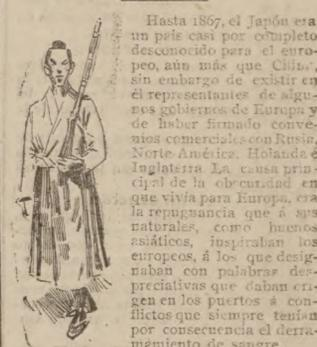 Hasta 1867, el Japón era
un país casi por completo
desconocido para el euro-
peo, aún más que China,
sin embargo de existir en
él representantes de algu-
nos gobiernos de Europa y
de haber firmado conve-
nios comerciales con Rusia,
Norte América, Holanda é
Inglaterra. La causa prin-
cipal de la obscuridad en
que vivía para Europa, era
la repugnancia que á sus
naturales, como buenos
asiáticos, inspiraban los
europeos, á los que desig-
naban con palabras des-
preciativas que daban ori-
gen en los puertos á con-
flictos que siempre tenían
por consecuencia el derra-
mamiento de sangre